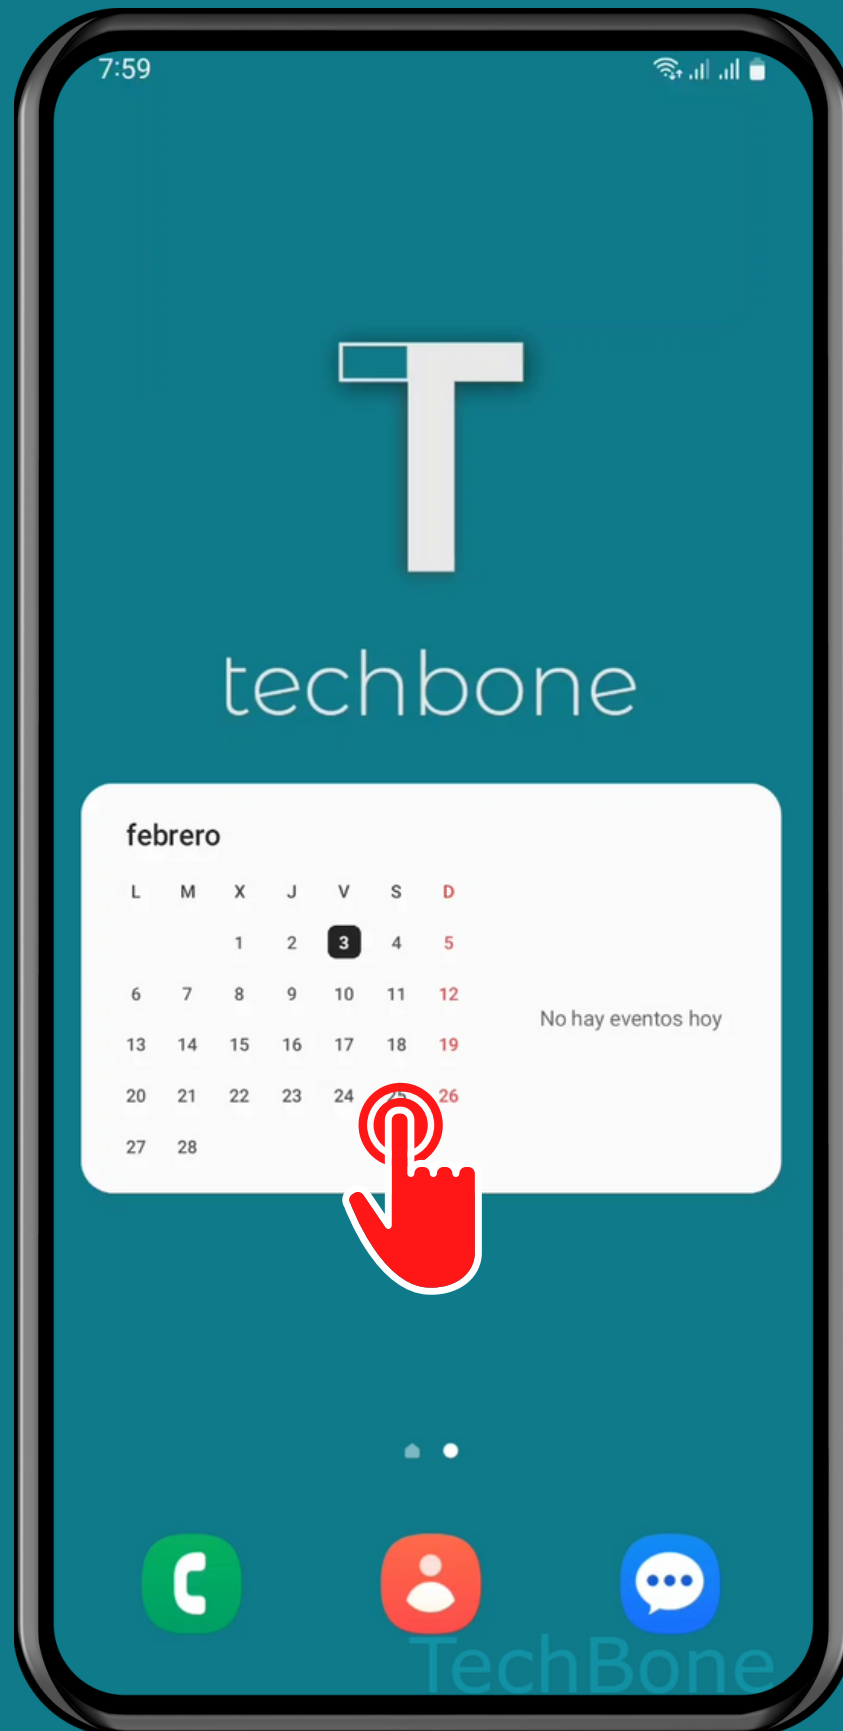 7:59
T
techbone
febrero
L M X J V S D
1 2 3 4 5
6 7 8 9 10 11 12
No hay eventos hoy
13 14 15 16 17 18 19
20 21 22 23 24 25 26
27 28
TechBone